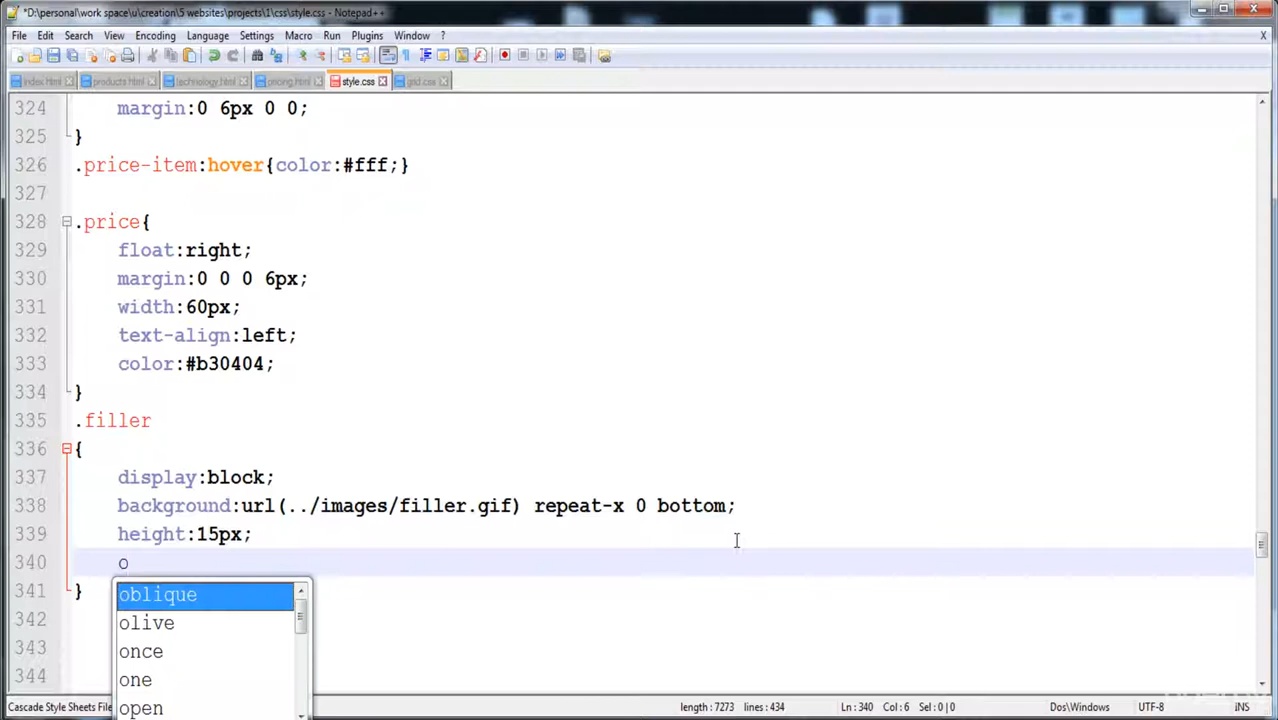 *D:\personal\work space\u\creation\5 websites\projects\1\css\style.css - Notepad++
File Edit Search View Encoding Language Settings Macro Run Plugins Window ? X
index.html products.html technology.html pricing.html style.css grid.css
324 margin:0 6px 0 0;
325 }
326 .price-item:hover{color:#fff;}
327
328 .price{
329 float:right;
330 margin:0 0 0 6px;
331 width:60px;
332 text-align:left;
333 color:#b30404;
334 }
335 .filler
336 {
337 display:block;
338 background:url(../images/filler.gif) repeat-x 0 bottom;
339 height:15px;
340 o
341 }
342
343
344
oblique
olive
once
one
open
Cascade Style Sheets File length : 7273 lines : 434 Ln : 340 Col : 6 Sel : 0 | 0 Dos\Windows UTF-8 INS